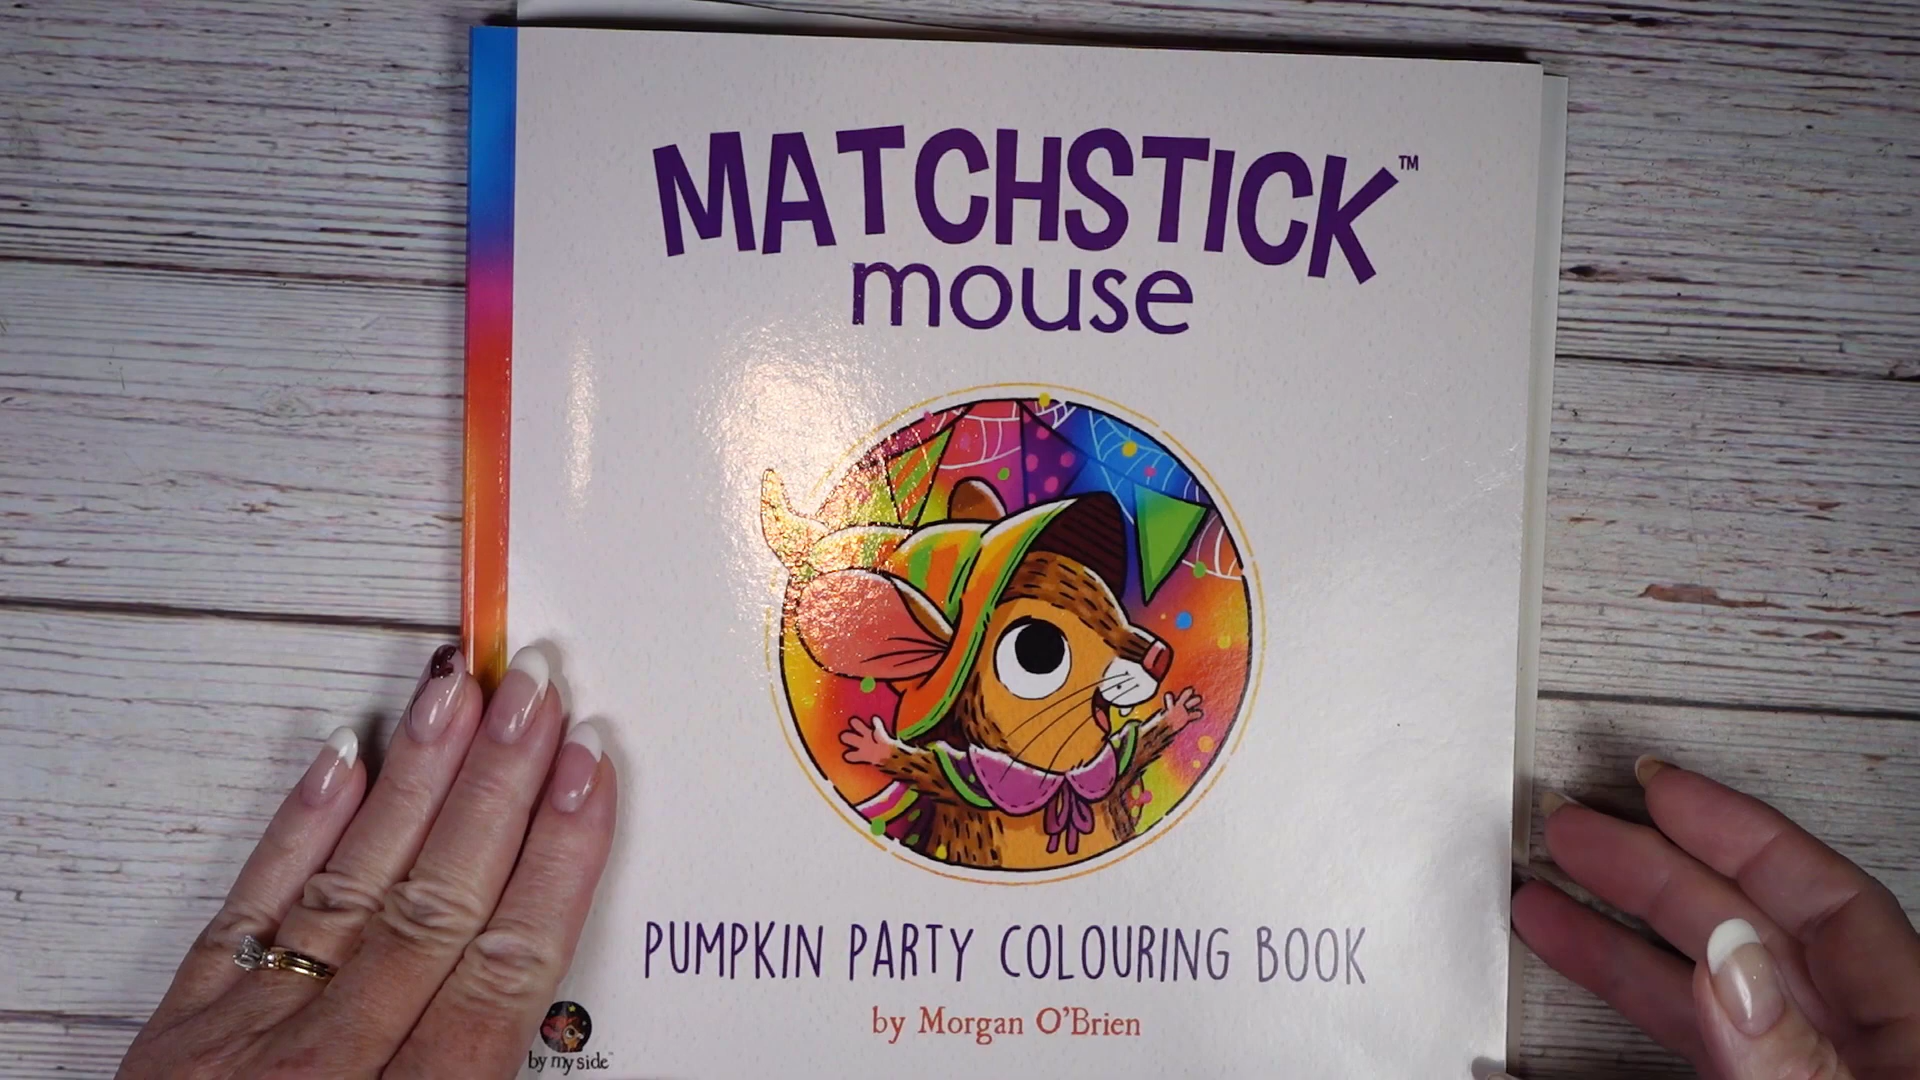 MATCHSTICK™
mouse
PUMPKIN PARTY COLOURING BOOK
by Morgan O'Brien
by my side™